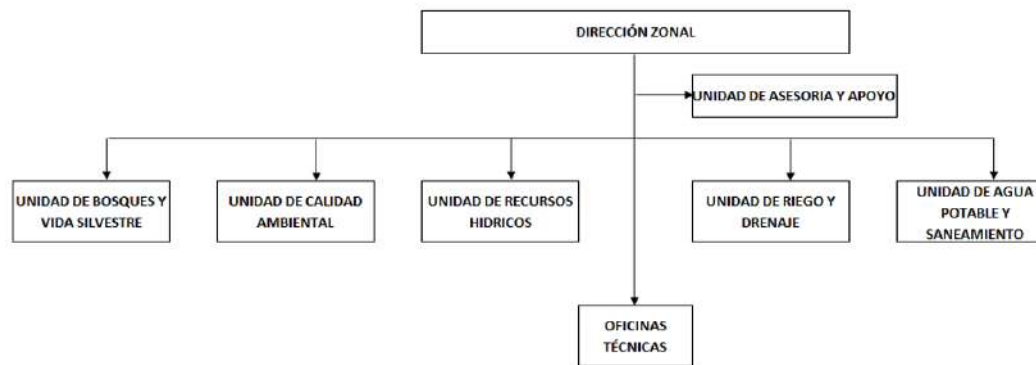 DIRECCIÓN ZONAL
UNIDAD DE ASESORIA Y APOYO
UNIDAD DE BOSQUES Y
VIDA SILVESTRE
UNIDAD DE CALIDAD
AMBIENTAL
UNIDAD DE RECURSOS
HIDRICOS
UNIDAD DE RIEGO Y
DRENAJE
UNIDAD DE AGUA
POTABLE Y
SANEAMIENTO
OFICINAS
TÉCNICAS